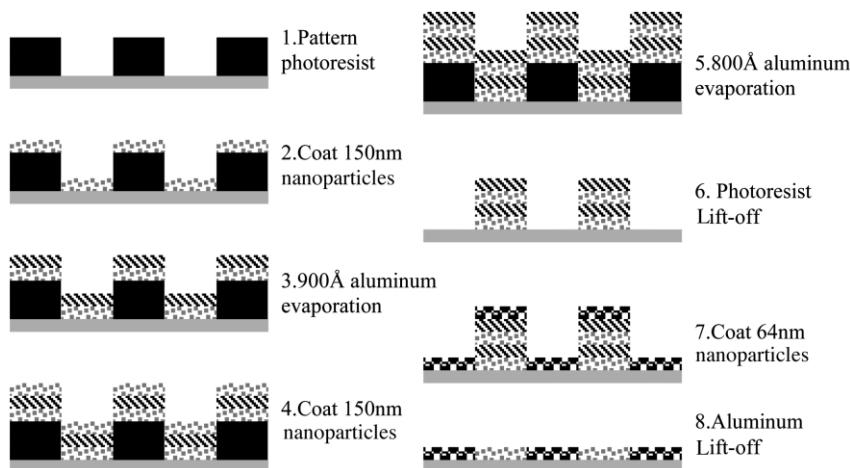 1.Pattern
photoresist
2.Coat 150nm
nanoparticles
3.900Å aluminum
evaporation
4.Coat 150nm
nanoparticles
5.800Å aluminum
evaporation
6. Photoresist
Lift-off
7.Coat 64nm
nanoparticles
8.Aluminum
Lift-off